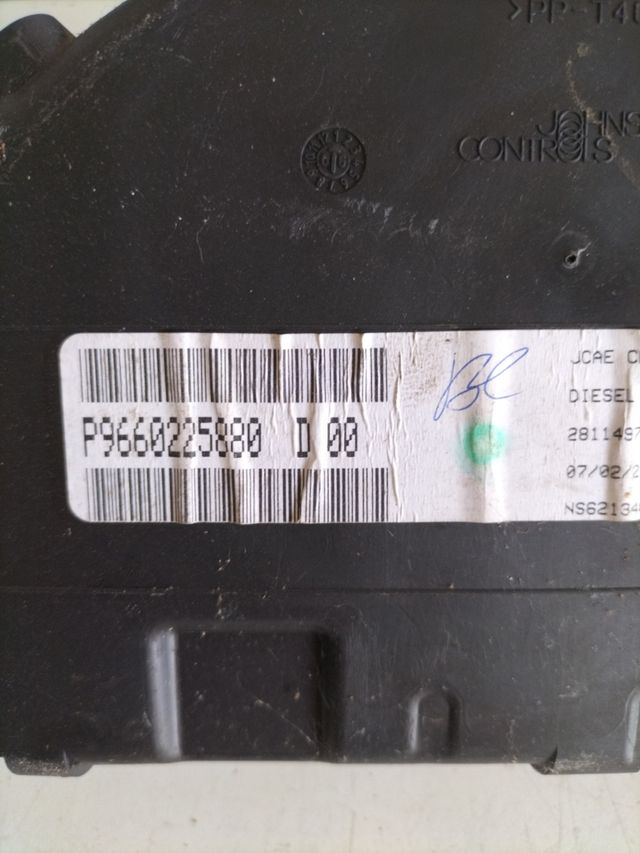 >PP-T40
JOHNS
CONTROLS
P9660225880 D 00
JCAE C
DIESEL
2811497
07/02/2
NS62134